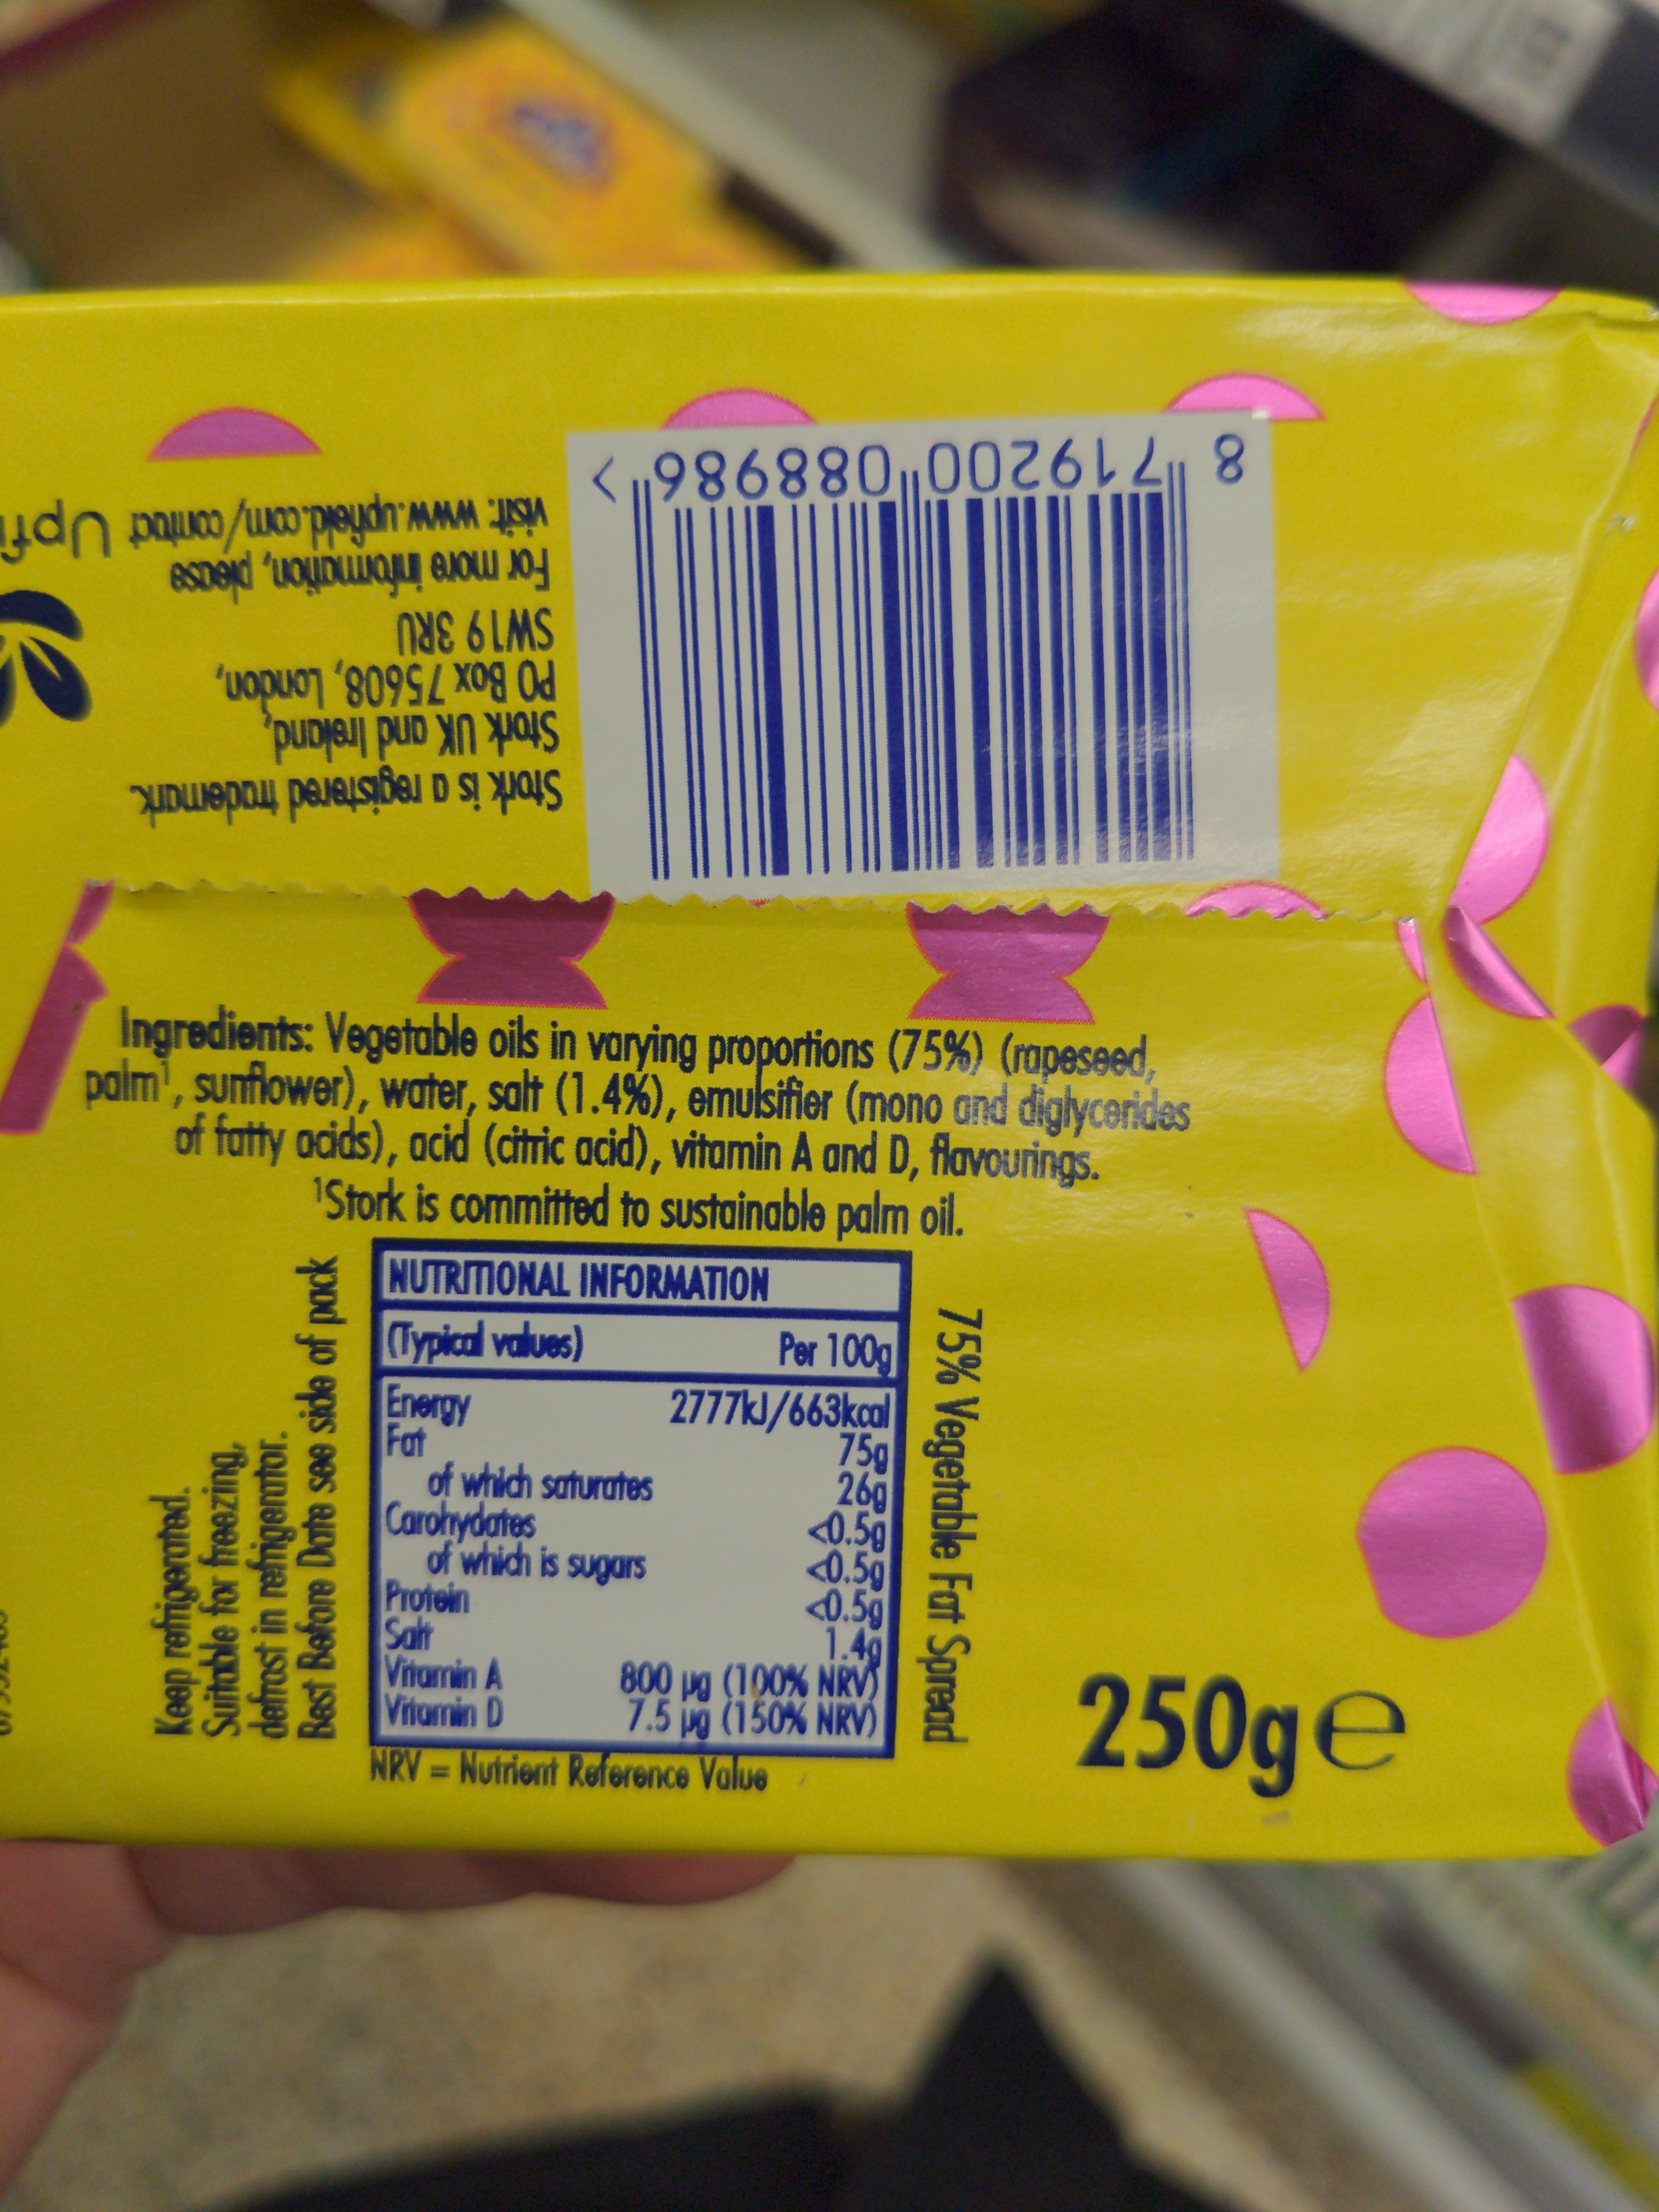 8 719200 088986 >
Stork is a registered trademark.
Stork UK and Ireland,
PO Box 75608, London,
SW19 3RU
For more information, please
visit: www.upfield.com/contact
Upfi
Ingredients: Vegetable oils in varying proportions (75%) (rapeseed,
palm¹, sunflower), water, salt (1.4%), emulsifier (mono and diglycerides
of fatty acids), acid (citric acid), vitamin A and D, flavourings.
¹Stork is committed to sustainable palm oil.
Keep refrigerated.
Suitable for freezing,
defrost in refrigerator.
Best Before Date see side of pack
NUTRITIONAL INFORMATION
(Typical values) Per 100g
Energy 2777kJ/663kcal
Fat 75g
of which saturates 26g
Carohydates <0.5g
of which is sugars <0.5g
Protein <0.5g
Salt 1.4g
Vitamin A 800 µg (100% NRV)
Vitamin D 7.5 µg (150% NRV)
NRV = Nutrient Reference Value
75% Vegetable Fat Spread
250g℮